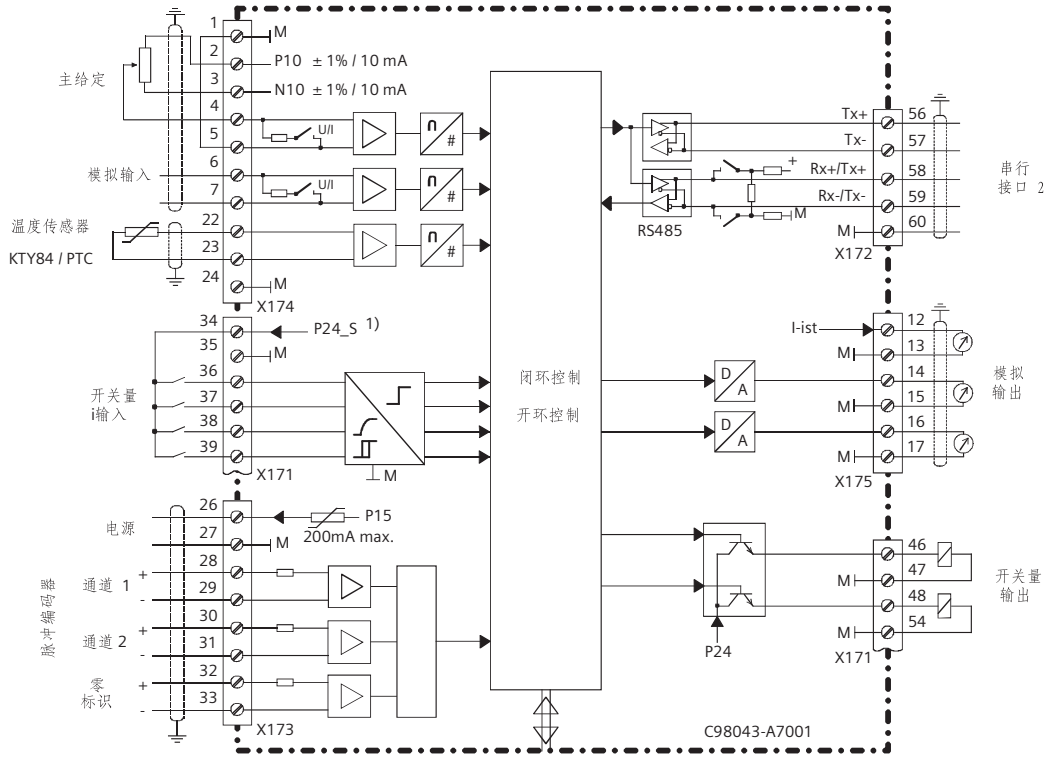 1
M
2
P10 ± 1% / 10 mA
3
N10 ± 1% / 10 mA
主给定
4
5
U/I
n
#
6
模拟输入
7
U/I
n
#
温度传感器
22
KTY84 / PTC
23
n
#
24
M
X174
34
P24_S 1)
35
M
36
开关量
i输入
37
38
39
M
X171
26
P15
200mA max.
电源
27
M
脉冲编码器
28
通道 1
+
-
29
30
通道 2
+
-
31
32
零
标识
+
-
33
X173
闭环控制
开环控制
Tx+
56
Tx-
57
Rx+/Tx+
58
+
Rx-/Tx-
59
M
RS485
M
60
X172
串行
接口 2
I-ist
12
M
13
D
A
14
模拟
输出
M
15
D
A
16
M
17
X175
46
M
47
开关量
输出
48
M
54
P24
X171
C98043-A7001